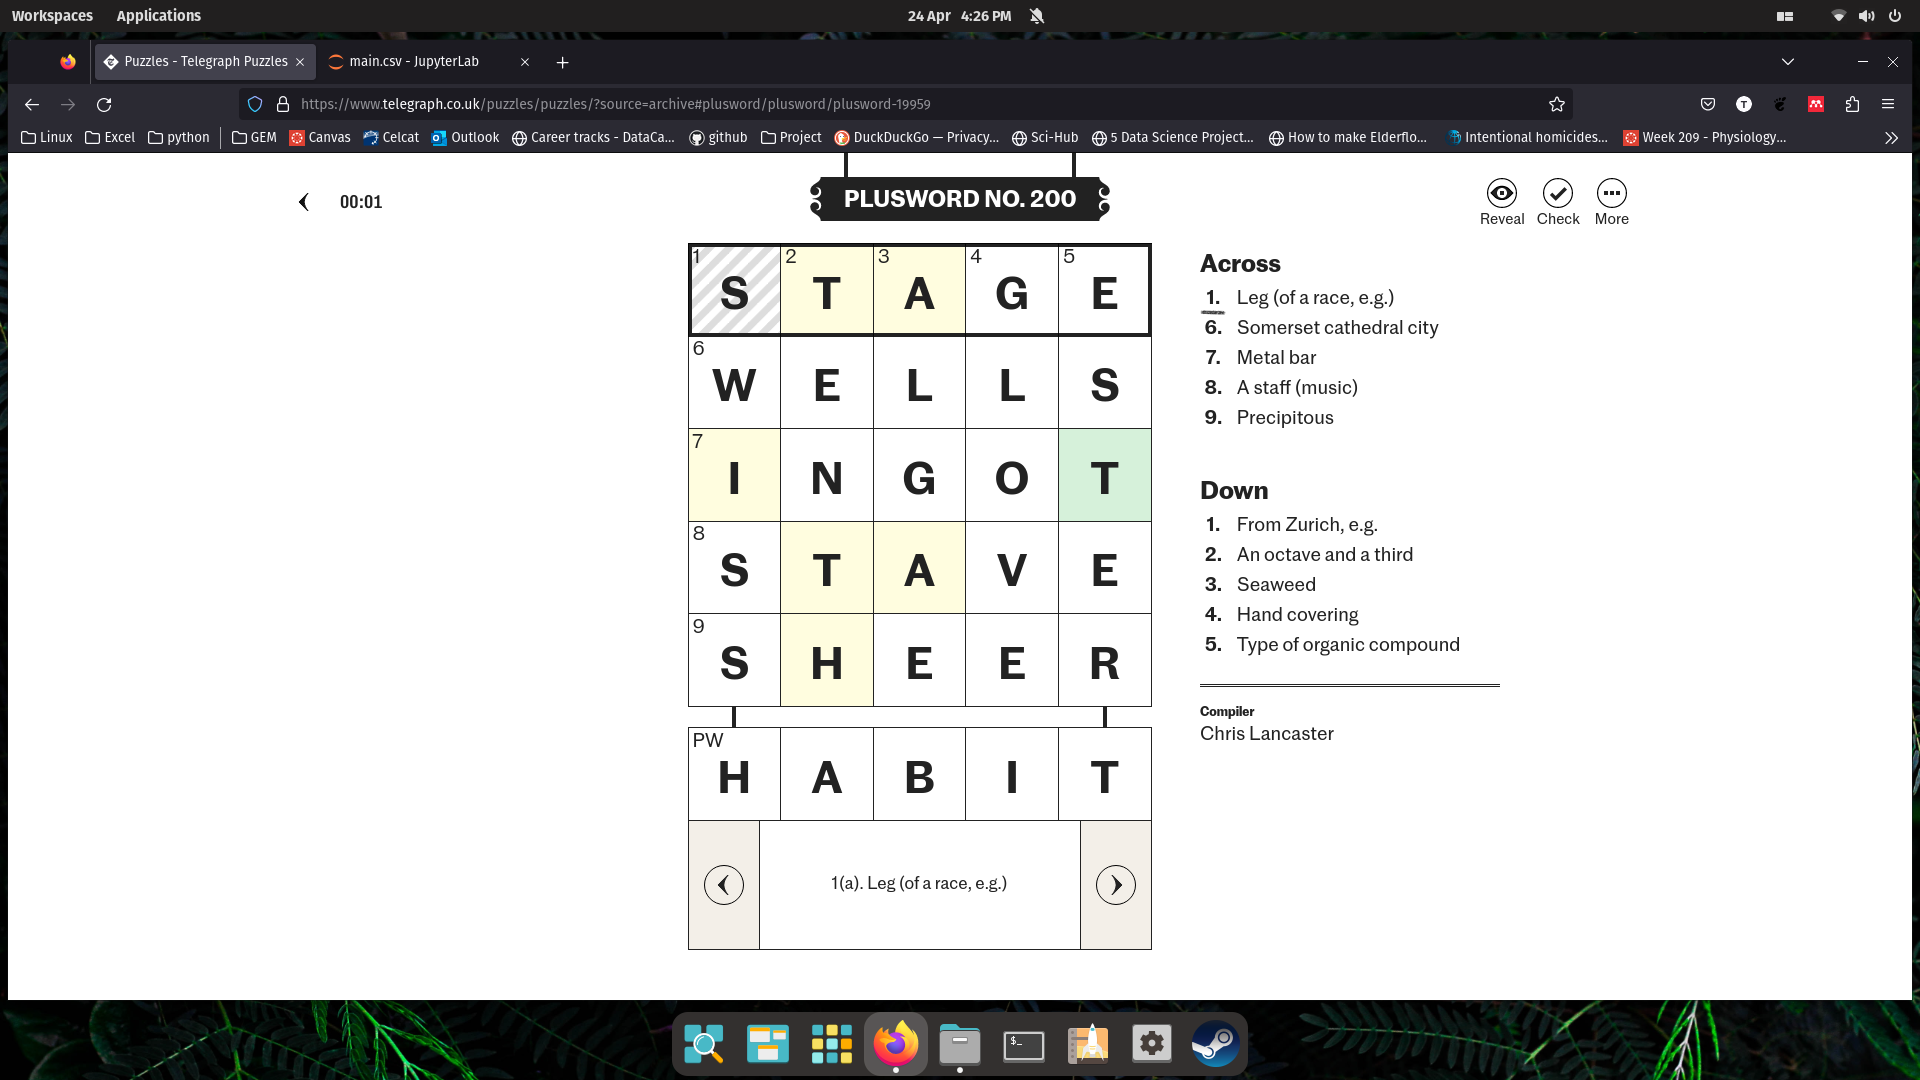 Workspaces Applications 24 Apr 4:26 PM
Puzzles - Telegraph Puzzles main.csv - JupyterLab
https://www.telegraph.co.uk/puzzles/puzzles/?source=archive#plusword/plusword/plusword-19959
Linux Excel python GEM Canvas Celcat Outlook Career tracks - DataCa... github Project DuckDuckGo — Privacy... Sci-Hub 5 Data Science Project... How to make Elderflo... Intentional homicides... Week 209 - Physiology...
00:01
PLUSWORD NO. 200
Reveal Check More
1 S 2 T 3 A 4 G 5 E
6 W E L L S
7 I N G O T
8 S T A V E
9 S H E E R
PW H A B I T
1(a). Leg (of a race, e.g.)
Across
1. Leg (of a race, e.g.)
6. Somerset cathedral city
7. Metal bar
8. A staff (music)
9. Precipitous
Down
1. From Zurich, e.g.
2. An octave and a third
3. Seaweed
4. Hand covering
5. Type of organic compound
Compiler
Chris Lancaster
$_